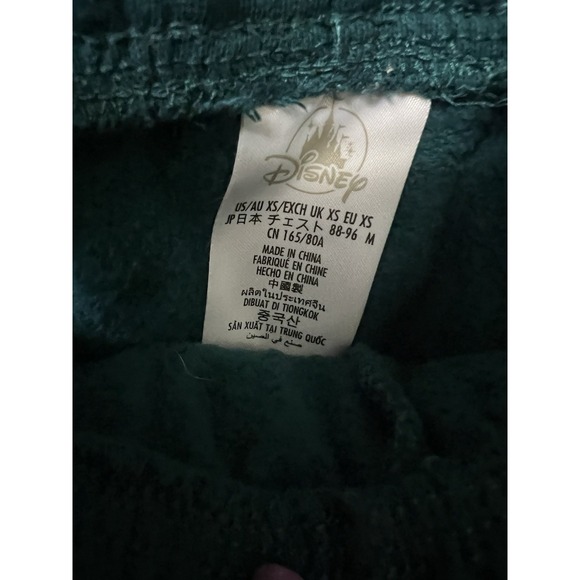 DISNEY
US/AU XS/EXCH UK XS EU XS
JP 日本 チェスト 88-96 M
CN 165/80A
MADE IN CHINA
FABRIQUÉ EN CHINE
HECHO EN CHINA
中國製
ผลิตในประเทศจีน
DIBUAT DI TIONGKOK
중국산
SẢN XUẤT TẠI TRUNG QUỐC
صنع في الصين